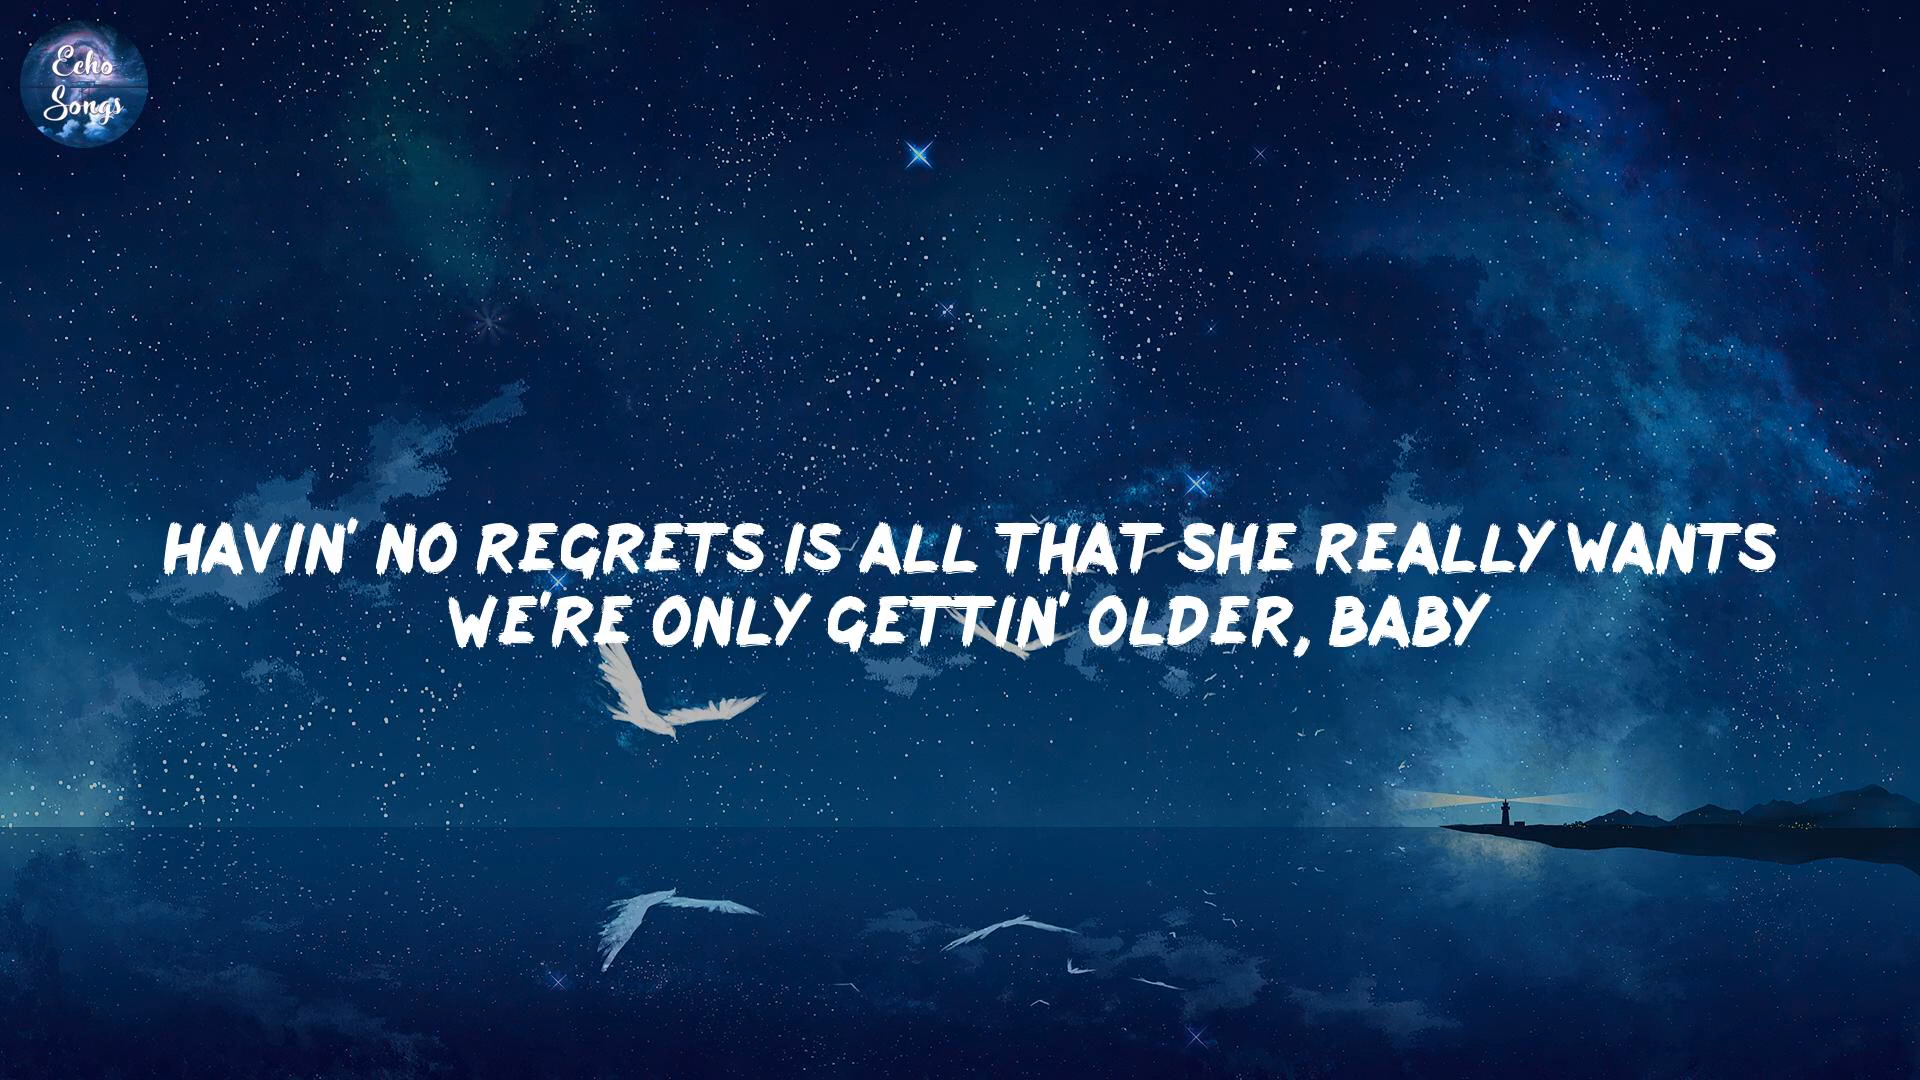 Echo
Songs
HAVIN' NO REGRETS IS ALL THAT SHE REALLY WANTS
WE'RE ONLY GETTIN' OLDER, BABY